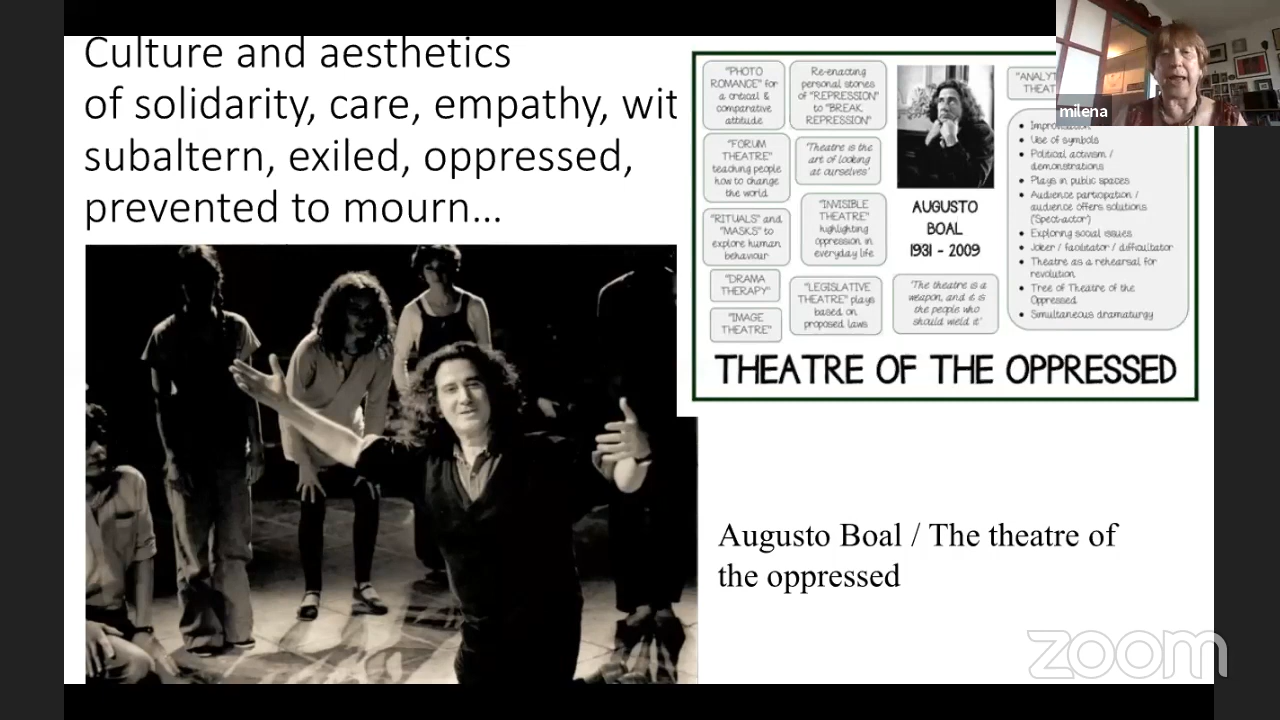 Culture and aesthetics
of solidarity, care, empathy, wit
subaltern, exiled, oppressed,
prevented to mourn...
"PHOTO
ROMANCE" for
a critical &
comparative
attitude
Re-enacting
personal stories
of "REPRESSION"
to "BREAK
REPRESSION"
"FORUM
THEATRE"
teaching people
how to change
the world
'Theatre is the
art of looking
at ourselves'
"RITUALS" and
"MASKS" to
explore human
behaviour
"INVISIBLE
THEATRE"
highlighting
oppression in
everyday life
"DRAMA
THERAPY"
"IMAGE
THEATRE"
"LEGISLATIVE
THEATRE" plays
based on
proposed laws
AUGUSTO
BOAL
1931 - 2009
'The theatre is a
weapon, and it is
the people who
should wield it'
• Improvisation
• Use of symbols
• Political activism /
demonstrations
• Plays in public spaces
• Audience participation /
audience offers solutions
('Spect-actor')
• Exploring social issues
• Joker / facilitator / difficultator
• Theatre as a rehearsal for
revolution
• Tree of Theatre of the
Oppressed
• Simultaneous dramaturgy
THEATRE OF THE OPPRESSED
milena
Augusto Boal / The theatre of
the oppressed
zoom